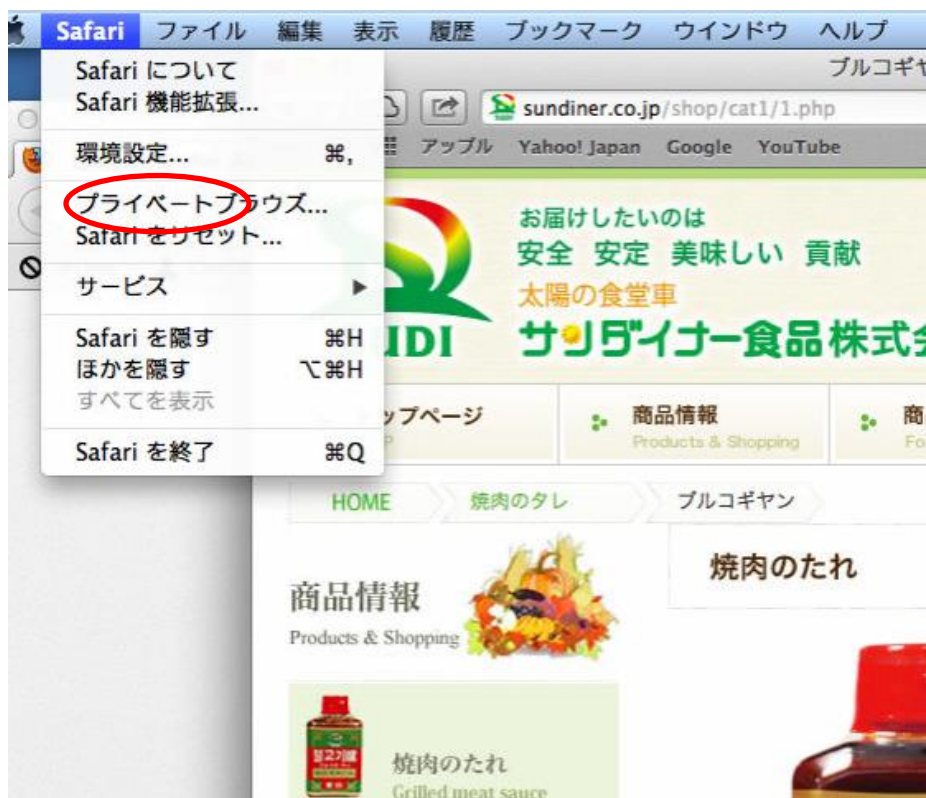 Safari ファイル 編集 表示 履歴 ブックマーク ウインドウ ヘルプ
Safari について
Safari 機能拡張...
環境設定... ⌘,
プライベートブラウズ...
Safari をリセット...
サービス ▶
Safari を隠す ⌘H
ほかを隠す ⌥⌘H
すべてを表示
Safari を終了 ⌘Q
ブルコギヤ
sundiner.co.jp/shop/cat1/1.php
アップル Yahoo! Japan Google YouTube
お届けしたいのは
安全 安定 美味しい 貢献
太陽の食堂車
サンダイナー食品株式会
ップページ
商品情報
Products & Shopping
商
Fo
HOME 焼肉のタレ ブルコギヤン
焼肉のたれ
商品情報
Products & Shopping
불고기
焼肉のたれ
Grilled meat sauce